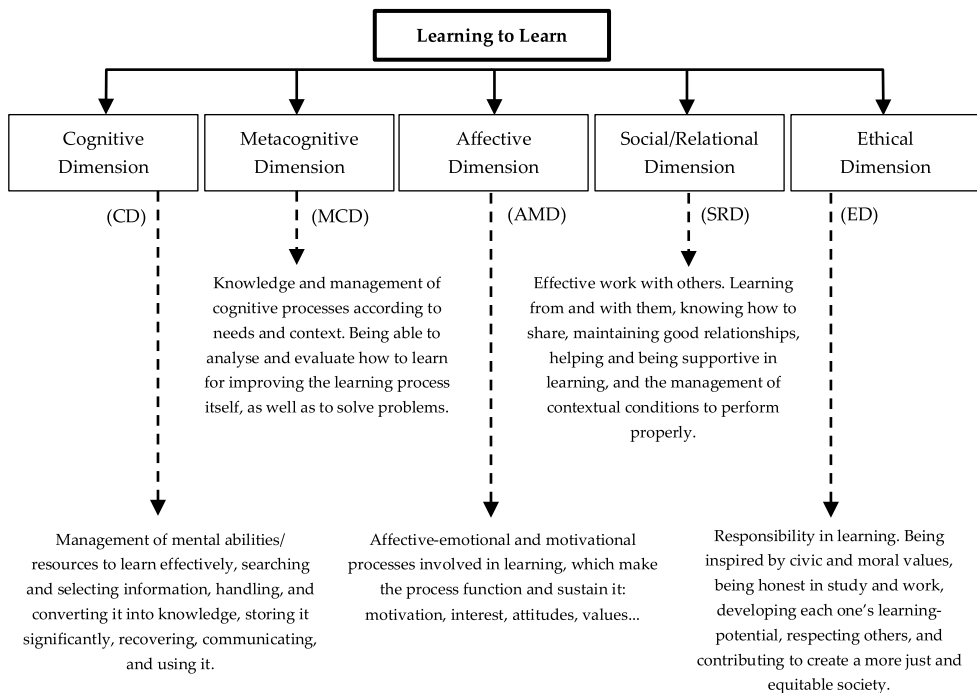 Learning to Learn
Cognitive
Dimension
Metacognitive
Dimension
Affective
Dimension
Social/Relational
Dimension
Ethical
Dimension
(CD)
(MCD)
(AMD)
(SRD)
(ED)
Knowledge and management of
cognitive processes according to
needs and context. Being able to
analyse and evaluate how to learn
for improving the learning process
itself, as well as to solve problems.
Effective work with others. Learning
from and with them, knowing how to
share, maintaining good relationships,
helping and being supportive in
learning, and the management of
contextual conditions to perform
properly.
Management of mental abilities/
resources to learn effectively, searching
and selecting information, handling, and
converting it into knowledge, storing it
significantly, recovering, communicating,
and using it.
Affective-emotional and motivational
processes involved in learning, which make
the process function and sustain it:
motivation, interest, attitudes, values...
Responsibility in learning. Being
inspired by civic and moral values,
being honest in study and work,
developing each one's learning-
potential, respecting others, and
contributing to create a more just and
equitable society.